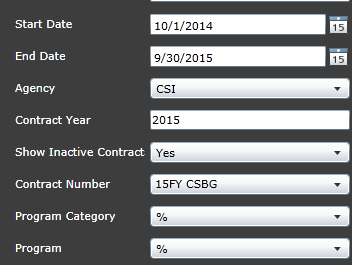 Start Date 10/1/2014 15
End Date 9/30/2015 15
Agency CSI
Contract Year 2015
Show Inactive Contract Yes
Contract Number 15FY CSBG
Program Category %
Program %